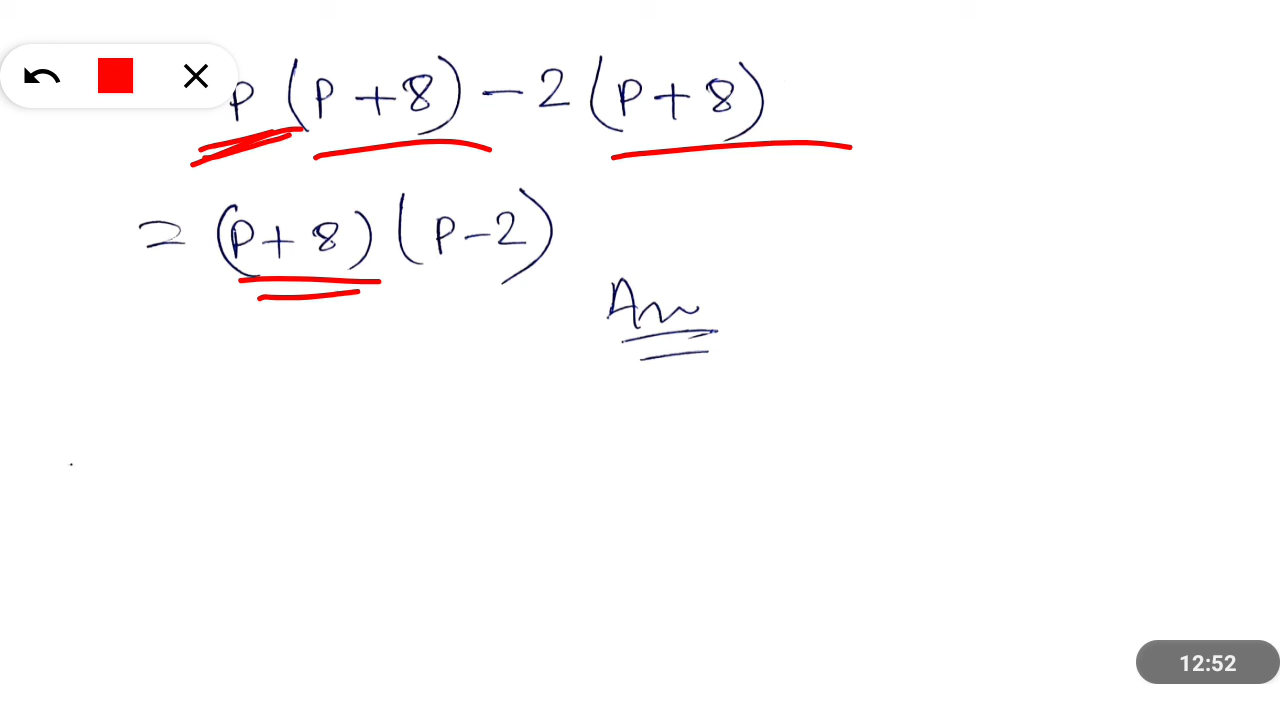 P (P+8) - 2 (P+8)
= (P+8) (P-2)
Ans
12:52